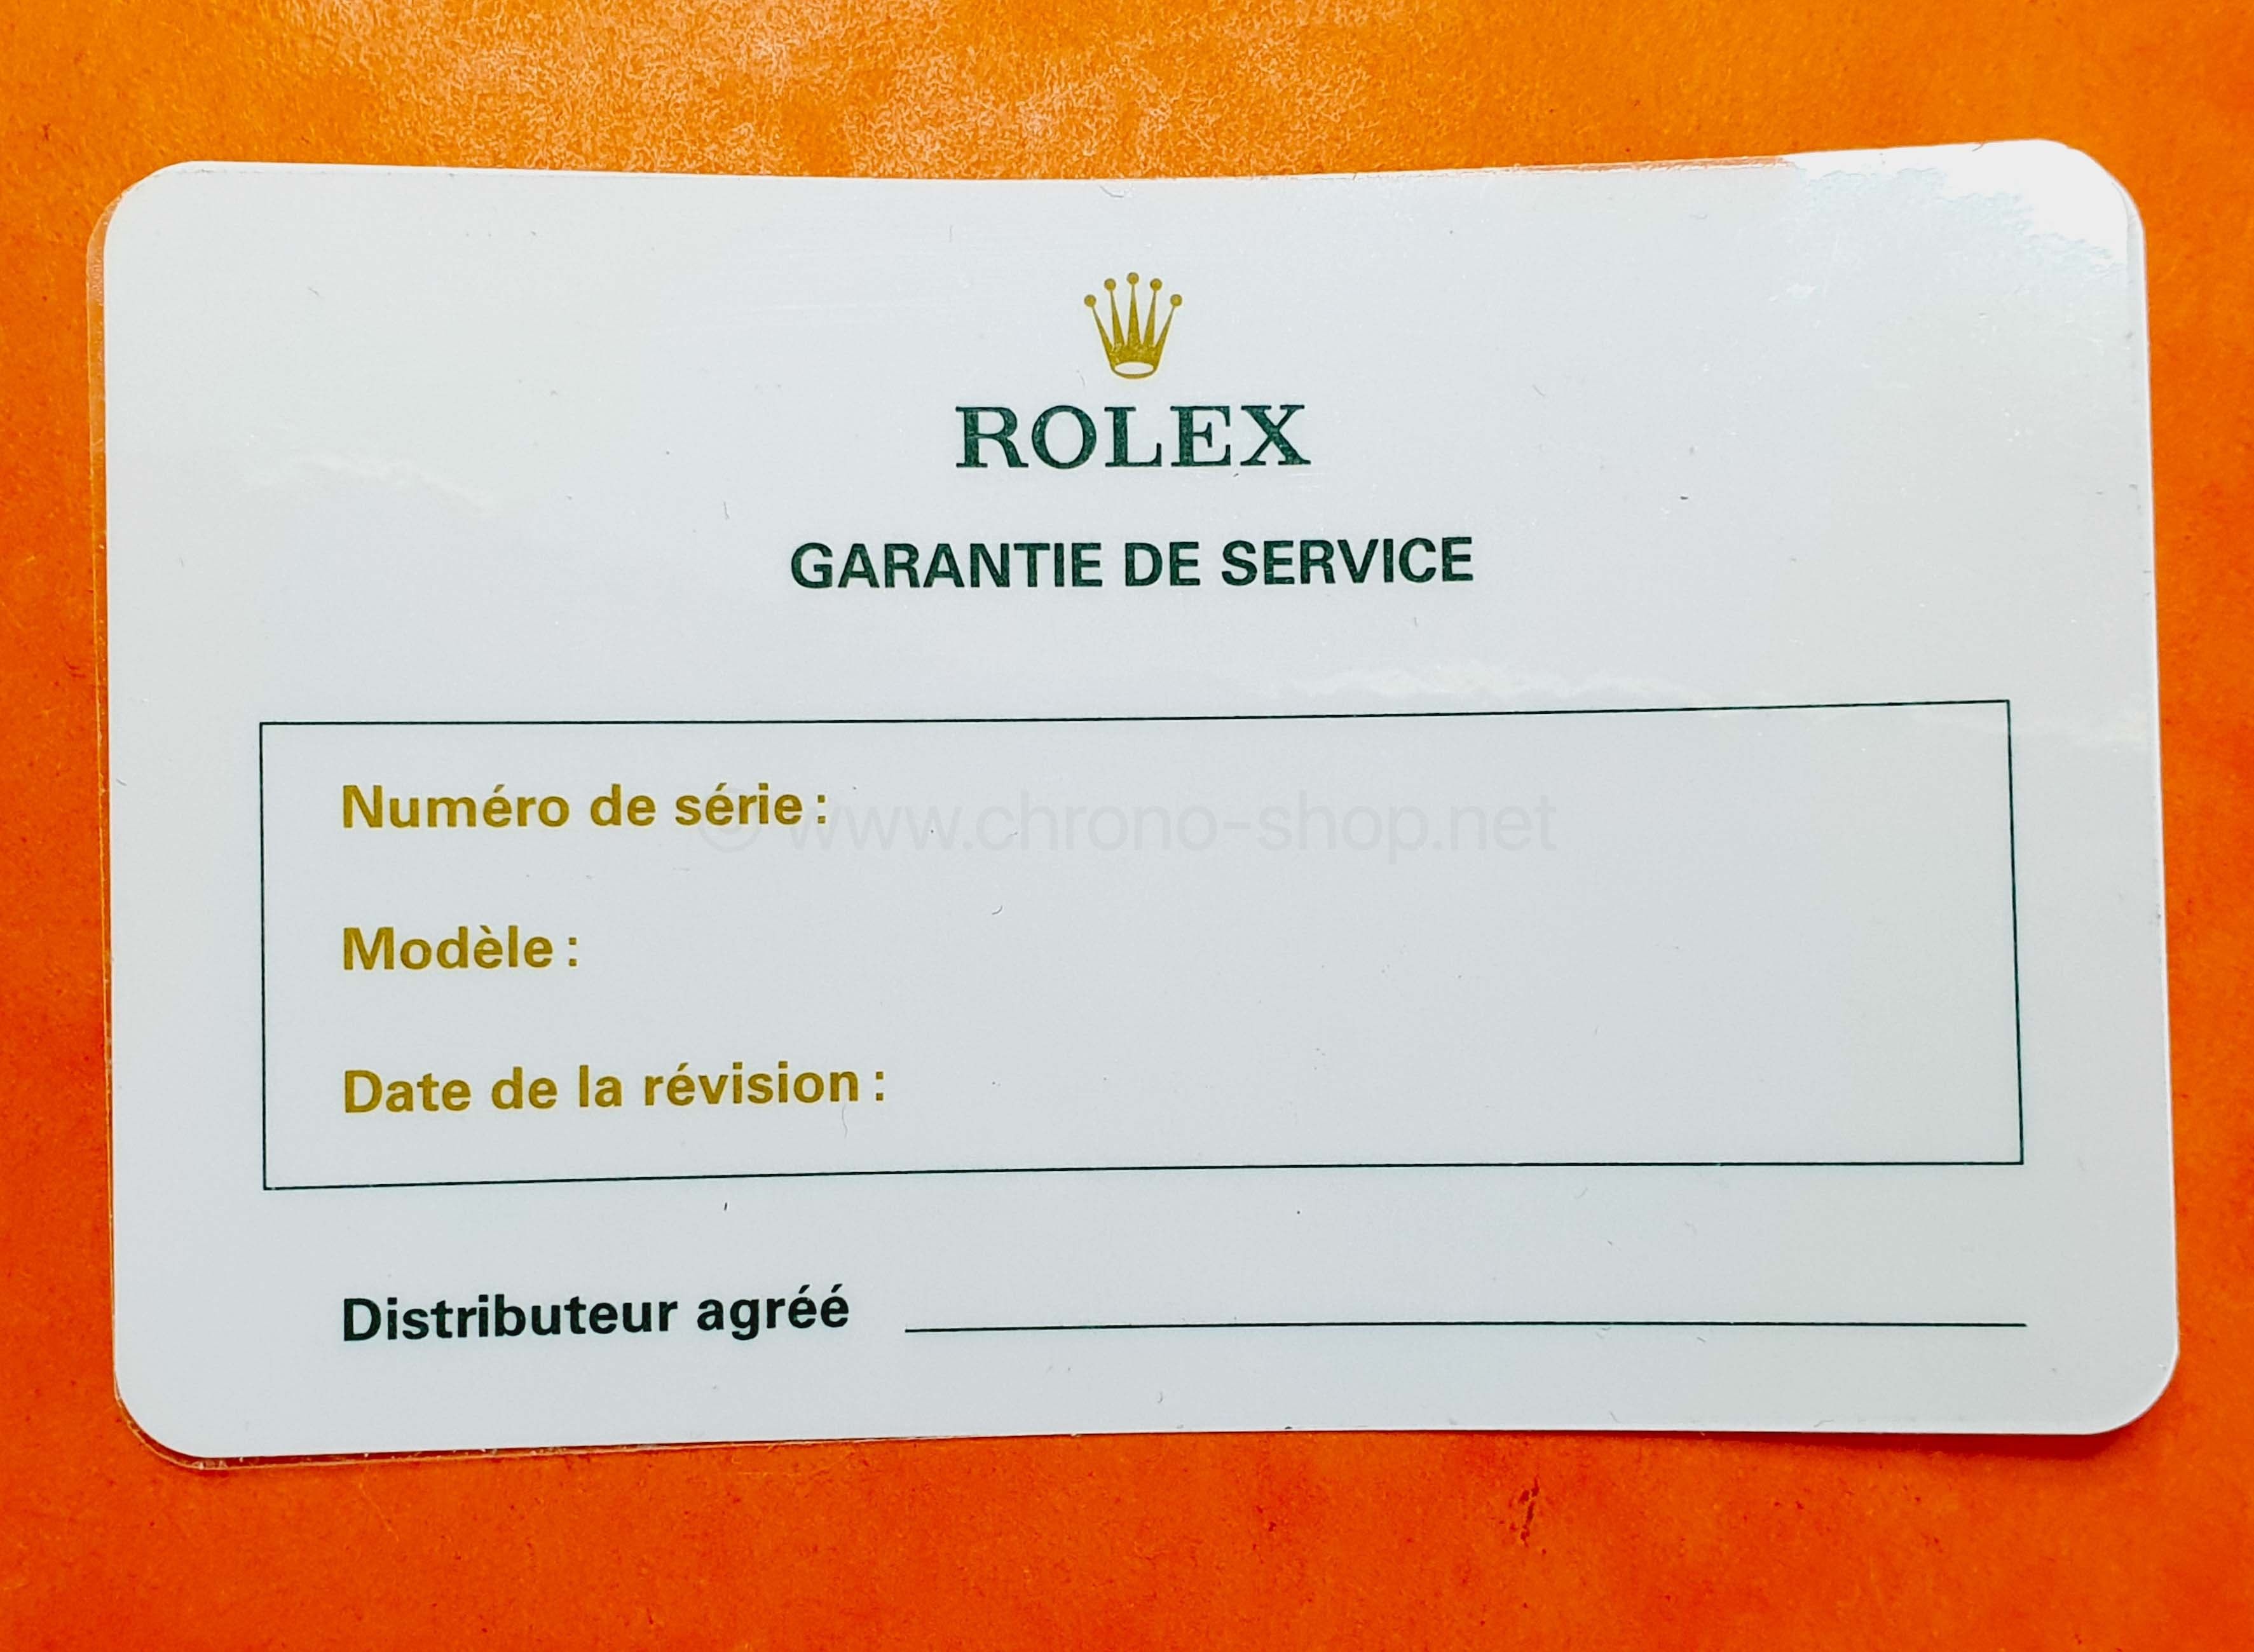 ROLEX
GARANTIE DE SERVICE
Numéro de série :
© www.chrono-shop.net
Modèle :
Date de la révision :
Distributeur agréé